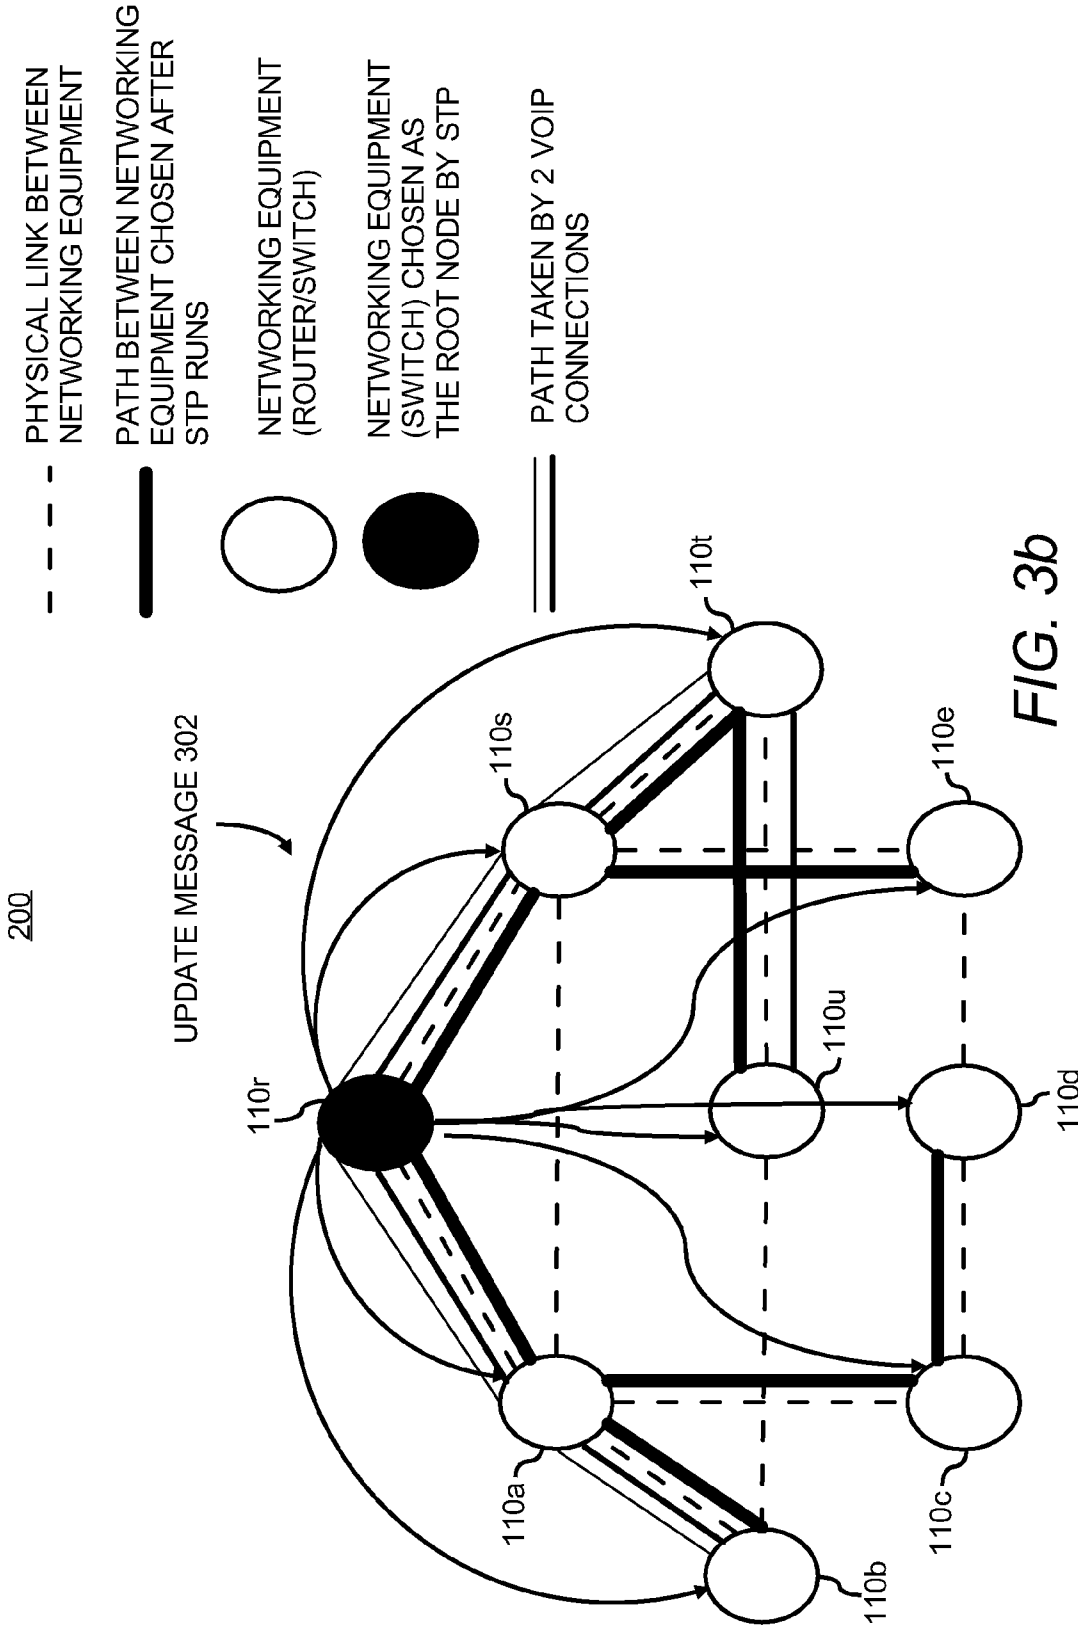 200
UPDATE MESSAGE 302
110r
110s
110t
110a
110u
110b
110c
110d
110e
PHYSICAL LINK BETWEEN
NETWORKING EQUIPMENT
PATH BETWEEN NETWORKING
EQUIPMENT CHOSEN AFTER
STP RUNS
NETWORKING EQUIPMENT
(ROUTER/SWITCH)
NETWORKING EQUIPMENT
(SWITCH) CHOSEN AS
THE ROOT NODE BY STP
PATH TAKEN BY 2 VOIP
CONNECTIONS
FIG. 3b